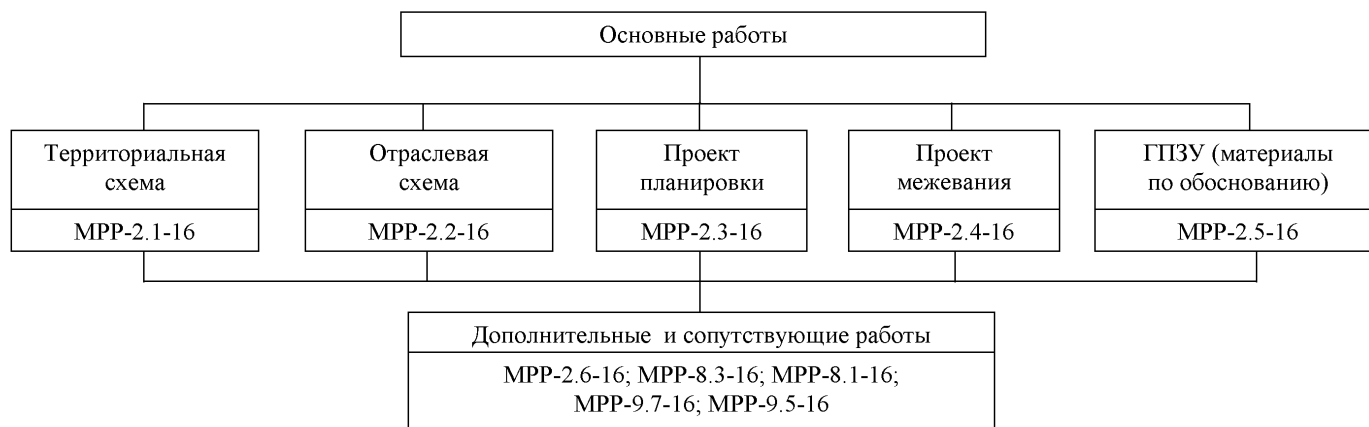 Основные работы
Территориальная
схема
МРР-2.1-16
Отраслевая
схема
МРР-2.2-16
Проект
планировки
МРР-2.3-16
Проект
межевания
МРР-2.4-16
ГПЗУ (материалы
по обоснованию)
МРР-2.5-16
Дополнительные и сопутствующие работы
МРР-2.6-16; МРР-8.3-16; МРР-8.1-16;
МРР-9.7-16; МРР-9.5-16